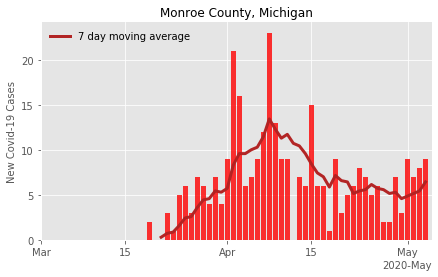 Monroe County, Michigan
7 day moving average
New Covid-19 Cases
20
15
10
5
0
Mar
15
Apr
15
May
2020-May